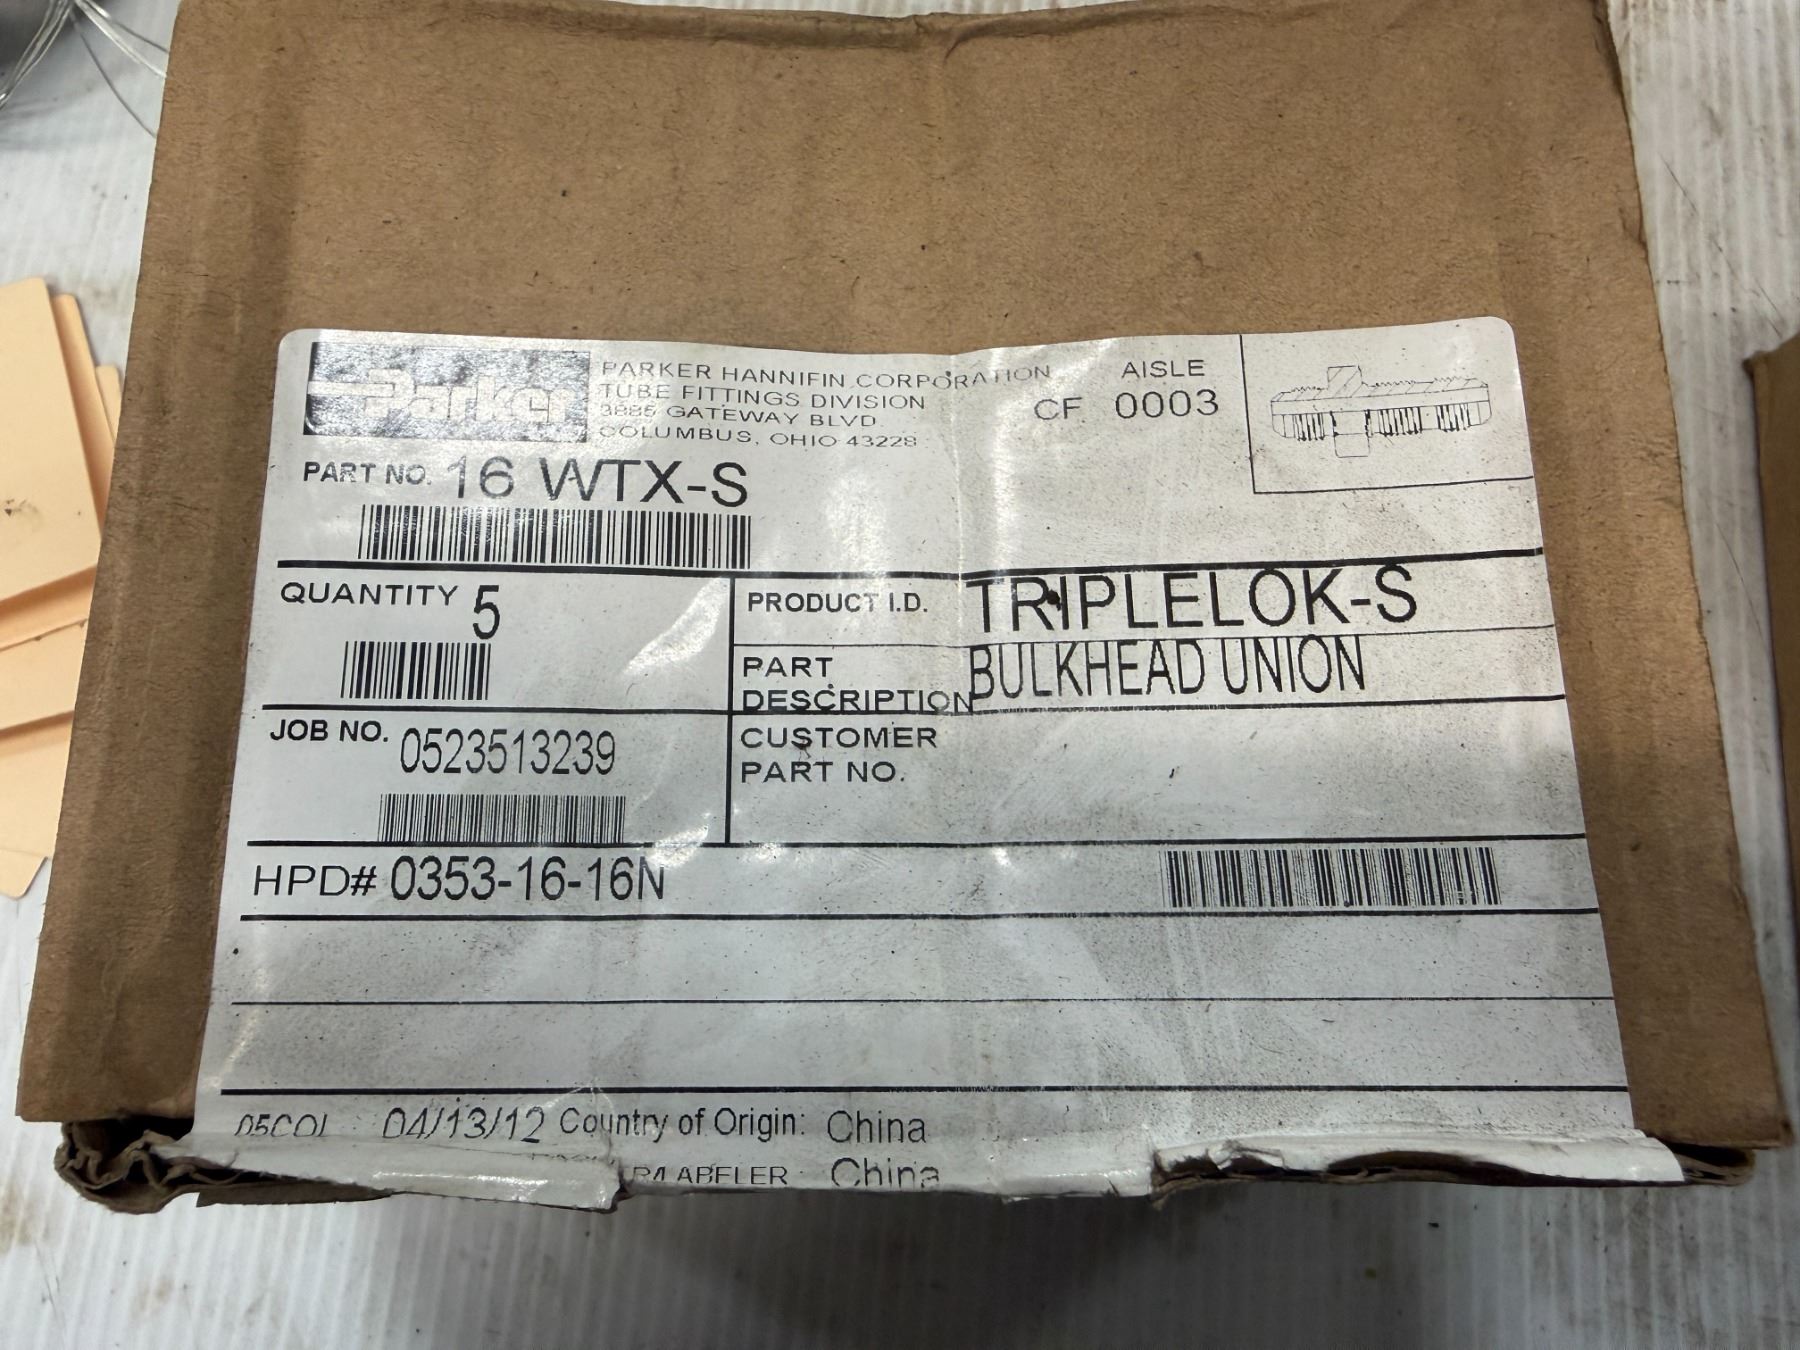 Parker
PARKER HANNIFIN CORPORATION
TUBE FITTINGS DIVISION
3885 GATEWAY BLVD.
COLUMBUS, OHIO 43228
AISLE
CF 0003
PART NO. 16 WTX-S
QUANTITY 5
PRODUCT I.D. TRIPLELOK-S
PART DESCRIPTION BULKHEAD UNION
JOB NO. 0523513239
CUSTOMER
PART NO.
HPD# 0353-16-16N
05COL 04/13/12 Country of Origin: China
China